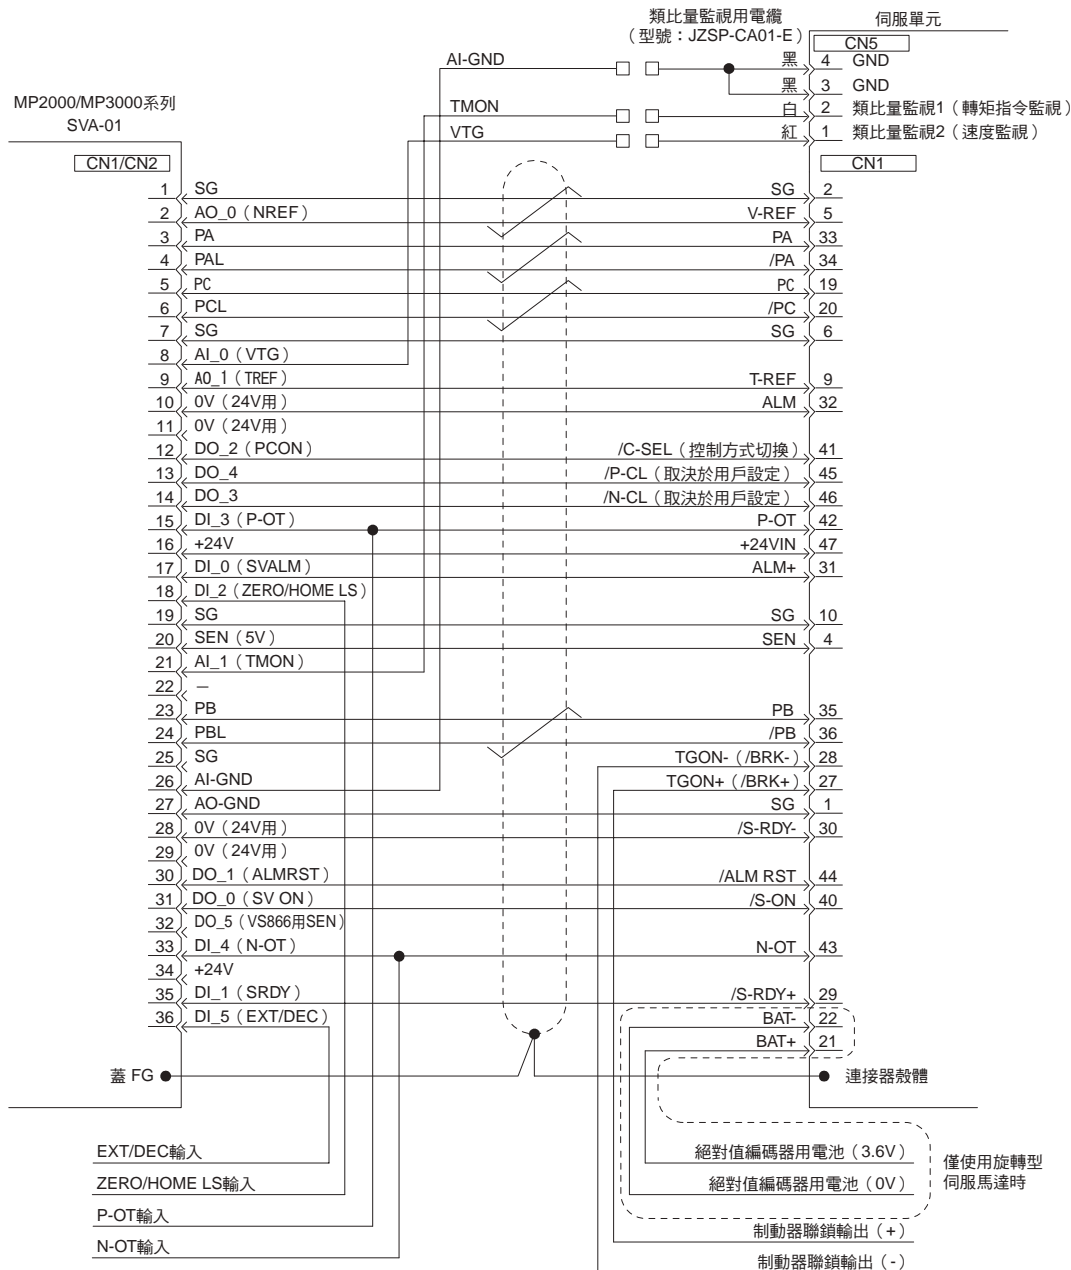 類比量監視用電纜
（型號：JZSP-CA01-E）
伺服單元
CN5
AI-GND 黑 4 GND
黑 3 GND
MP2000/MP3000系列
SVA-01
TMON 白 2 類比量監視1（轉矩指令監視）
VTG 紅 1 類比量監視2（速度監視）
CN1/CN2 CN1
1 SG SG 2
2 AO_0（NREF） V-REF 5
3 PA PA 33
4 PAL /PA 34
5 PC PC 19
6 PCL /PC 20
7 SG SG 6
8 AI_0（VTG）
9 AO_1（TREF） T-REF 9
10 0V（24V用） ALM 32
11 0V（24V用）
12 DO_2（PCON） /C-SEL（控制方式切換） 41
13 DO_4 /P-CL（取決於用戶設定） 45
14 DO_3 /N-CL（取決於用戶設定） 46
15 DI_3（P-OT） P-OT 42
16 +24V +24VIN 47
17 DI_0（SVALM） ALM+ 31
18 DI_2（ZERO/HOME LS）
19 SG SG 10
20 SEN（5V） SEN 4
21 AI_1（TMON）
22 －
23 PB PB 35
24 PBL /PB 36
25 SG TGON-（/BRK-） 28
26 AI-GND TGON+（/BRK+） 27
27 AO-GND SG 1
28 0V（24V用） /S-RDY- 30
29 0V（24V用）
30 DO_1（ALMRST） /ALM RST 44
31 DO_0（SV ON） /S-ON 40
32 DO_5（VS866用SEN）
33 DI_4（N-OT） N-OT 43
34 +24V
35 DI_1（SRDY） /S-RDY+ 29
36 DI_5（EXT/DEC） BAT- 22
BAT+ 21
蓋 FG 連接器殼體
EXT/DEC輸入 絕對值編碼器用電池（3.6V）
僅使用旋轉型
伺服馬達時
ZERO/HOME LS輸入 絕對值編碼器用電池（0V）
P-OT輸入
制動器聯鎖輸出（+）
N-OT輸入
制動器聯鎖輸出（-）